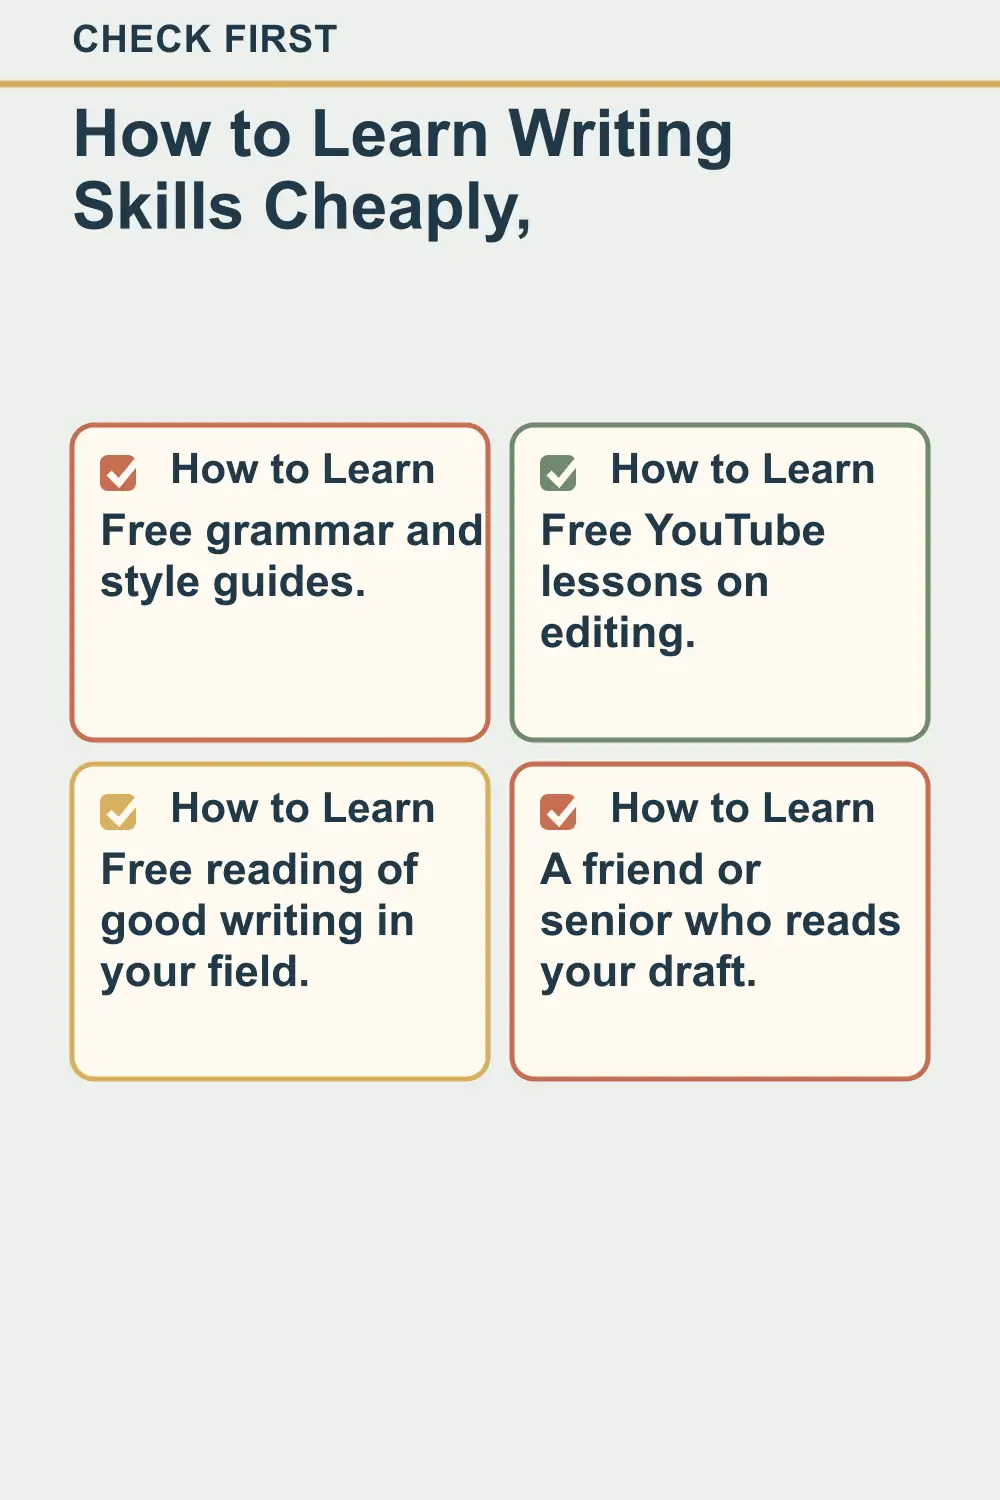 CHECK FIRST
How to Learn Writing
Skills Cheaply,
How to Learn
Free grammar and
style guides.
How to Learn
Free YouTube
lessons on
editing.
How to Learn
Free reading of
good writing in
your field.
How to Learn
A friend or
senior who reads
your draft.